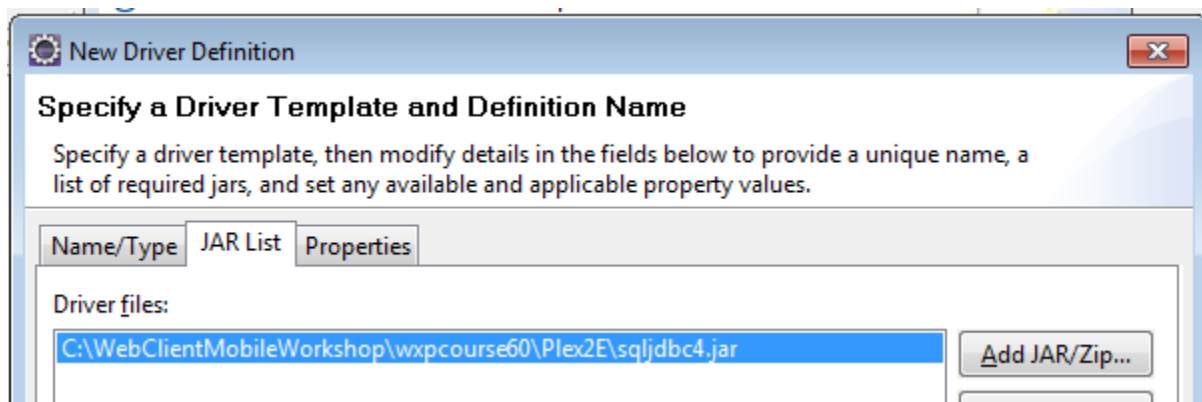 New Driver Definition
Specify a Driver Template and Definition Name
Specify a driver template, then modify details in the fields below to provide a unique name, a
list of required jars, and set any available and applicable property values.
Name/Type JAR List Properties
Driver files:
C:\WebClientMobileWorkshop\wxpcourse60\Plex2E\sqljdbc4.jar
Add JAR/Zip...